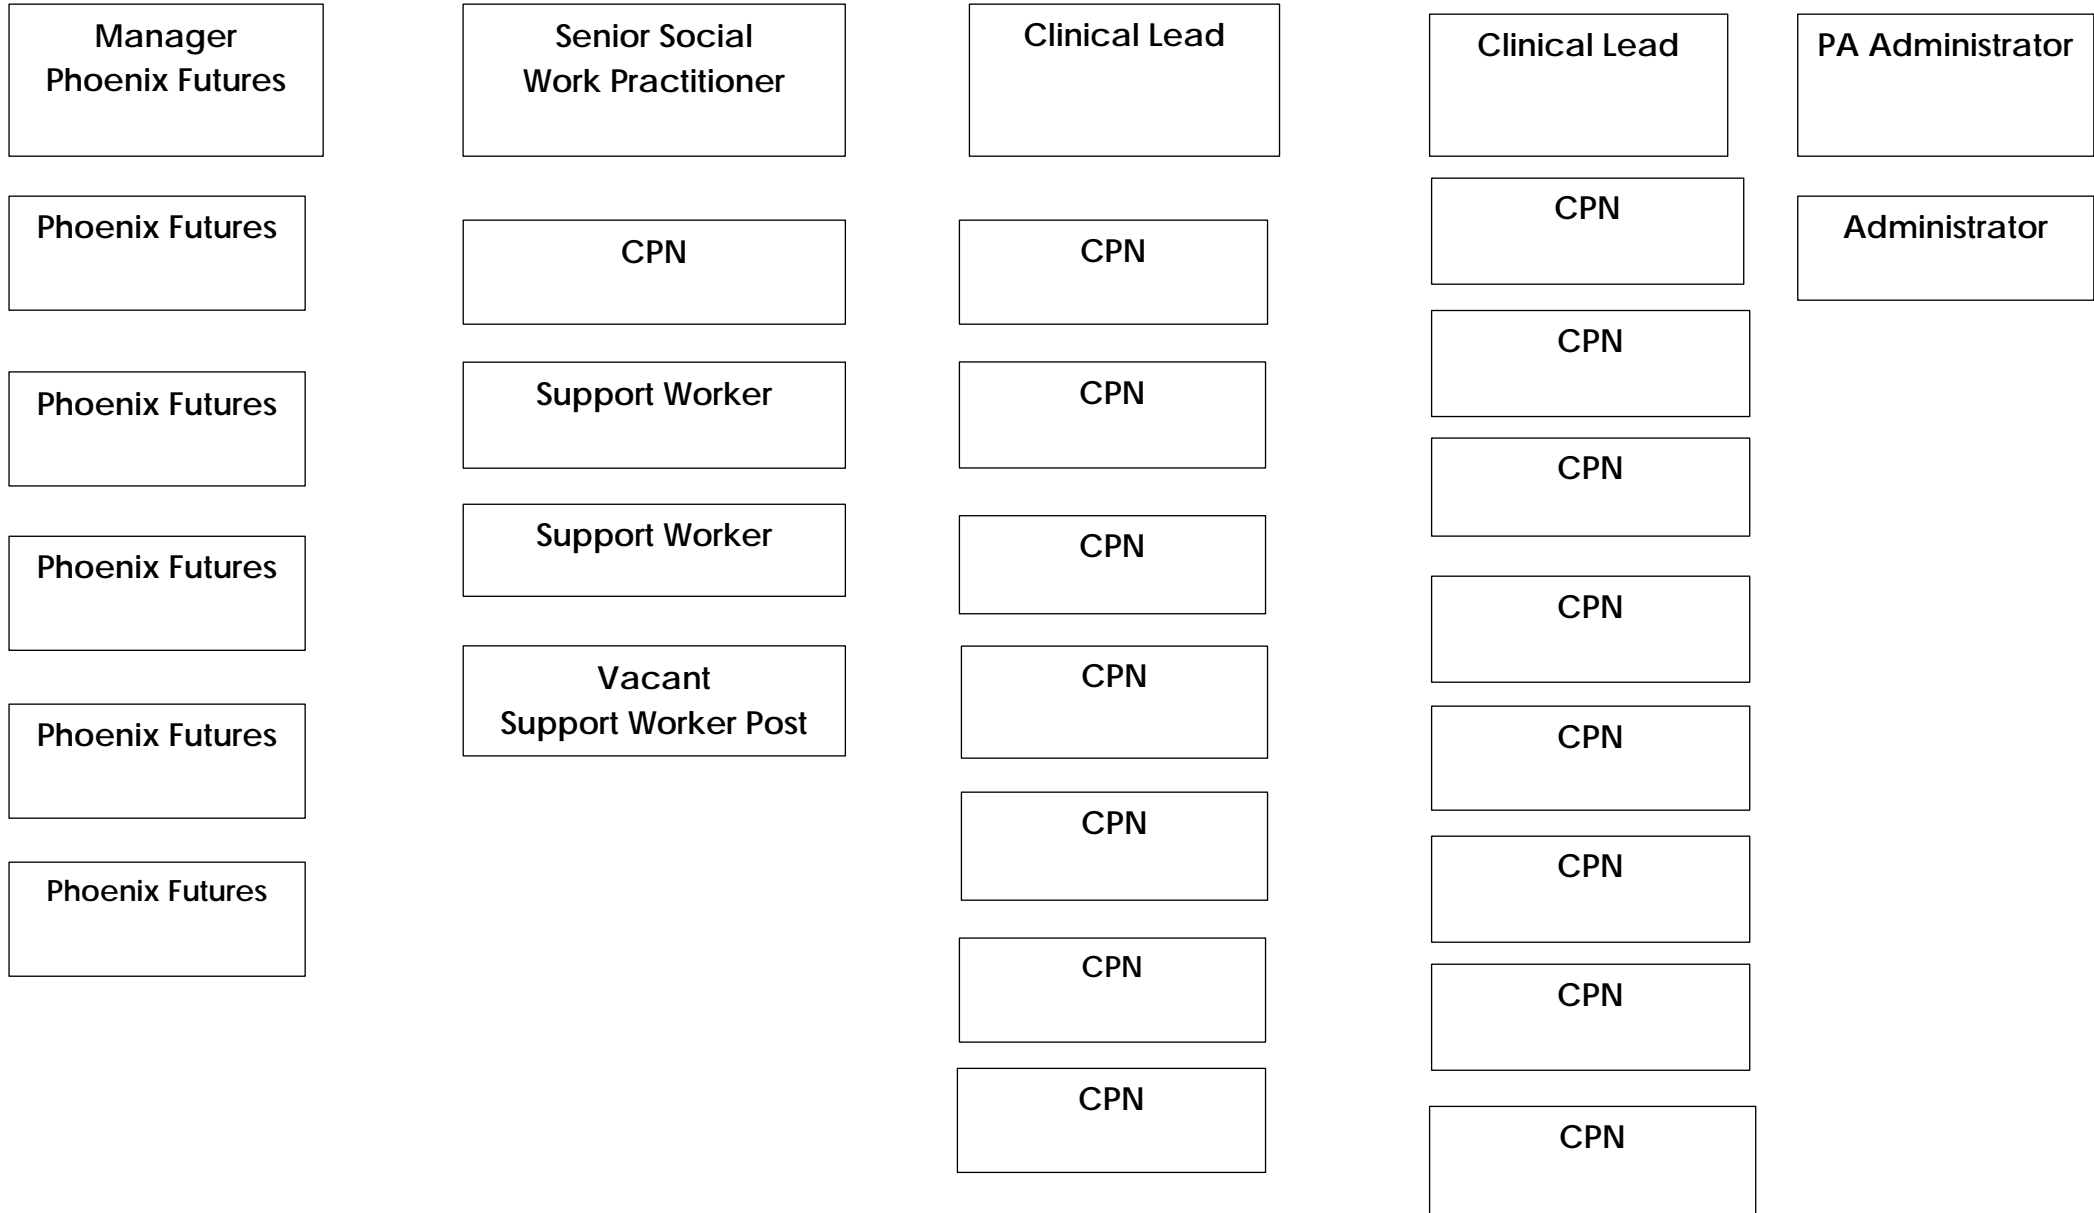 Manager
Phoenix Futures
Phoenix Futures
Phoenix Futures
Phoenix Futures
Phoenix Futures
Phoenix Futures
Senior Social
Work Practitioner
CPN
Support Worker
Support Worker
Vacant
Support Worker Post
Clinical Lead
CPN
CPN
CPN
CPN
CPN
CPN
CPN
Clinical Lead
CPN
CPN
CPN
CPN
CPN
CPN
CPN
CPN
PA Administrator
Administrator